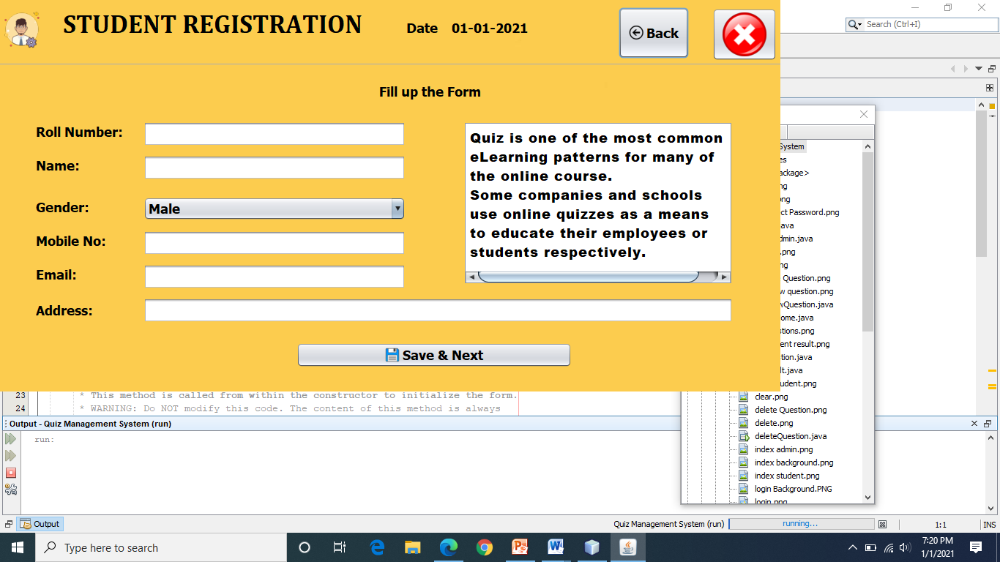 STUDENT REGISTRATION
Date 01-01-2021
Back
Search (Ctrl+I)
Fill up the Form
Roll Number:
Name:
Gender:
Male
Mobile No:
Email:
Address:
Quiz is one of the most common
eLearning patterns for many of
the online course.
Some companies and schools
use online quizzes as a means
to educate their employees or
students respectively.
Save & Next
System
es
ackage>
ng
ong
ct Password.png
ava
dmin.java
.png
ng
Question.png
w question.png
wQuestion.java
ome.java
stions.png
ent result.png
tion.java
lt.java
udent.png
clear.png
delete Question.png
delete.png
deleteQuestion.java
index admin.png
index background.png
index student.png
login Background.PNG
login.png
23 * This method is called from within the constructor to initialize the form.
24 * WARNING: Do NOT modify this code. The content of this method is always
Output - Quiz Management System (run)
run:
Output
Quiz Management System (run)
running...
1:1
INS
Type here to search
7:20 PM
1/1/2021